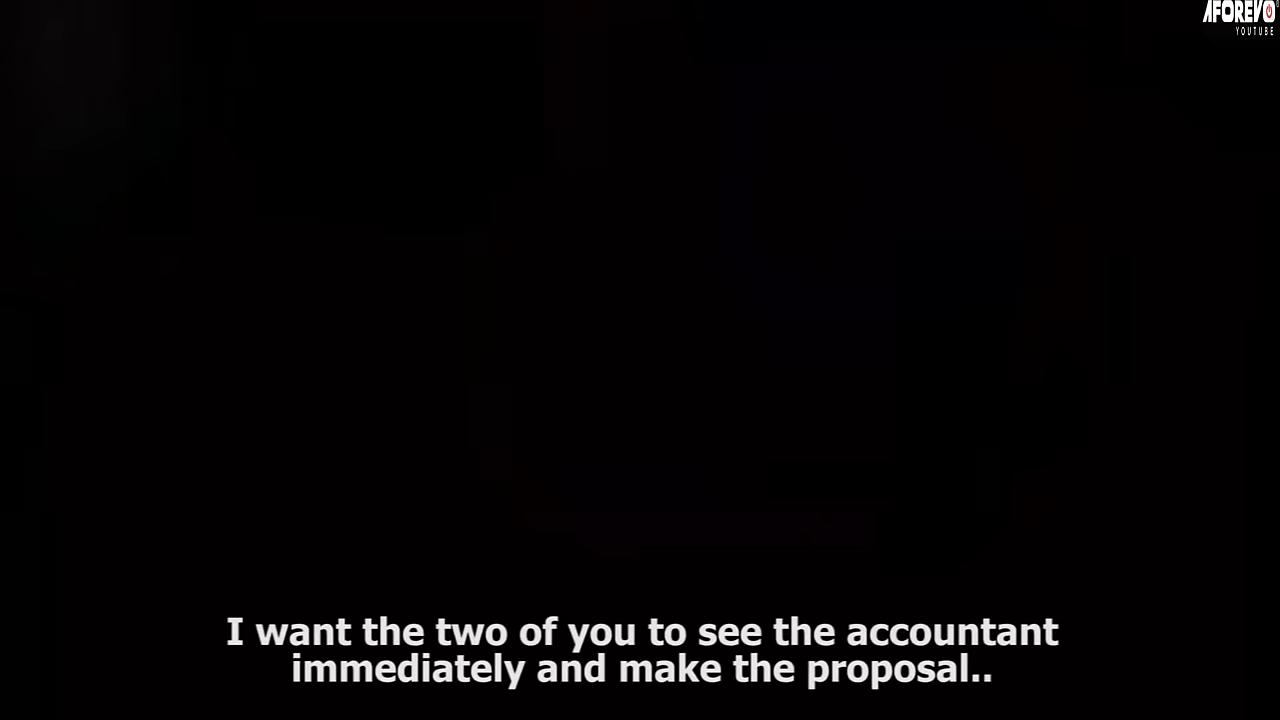 AFOREVO
YOUTUBE
I want the two of you to see the accountant
immediately and make the proposal..